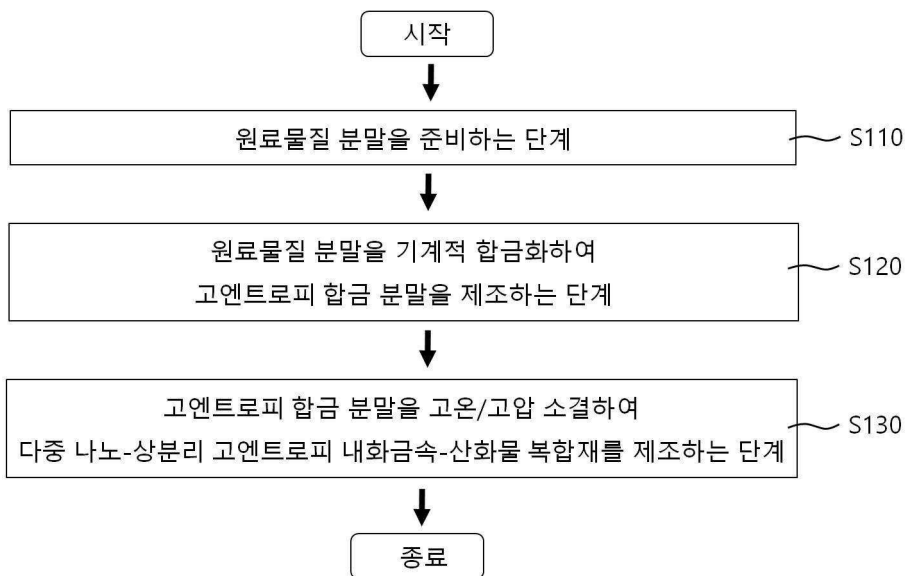 시작
원료물질 분말을 준비하는 단계
S110
원료물질 분말을 기계적 합금화하여
고엔트로피 합금 분말을 제조하는 단계
S120
고엔트로피 합금 분말을 고온/고압 소결하여
다중 나노-상분리 고엔트로피 내화금속-산화물 복합재를 제조하는 단계
S130
종료